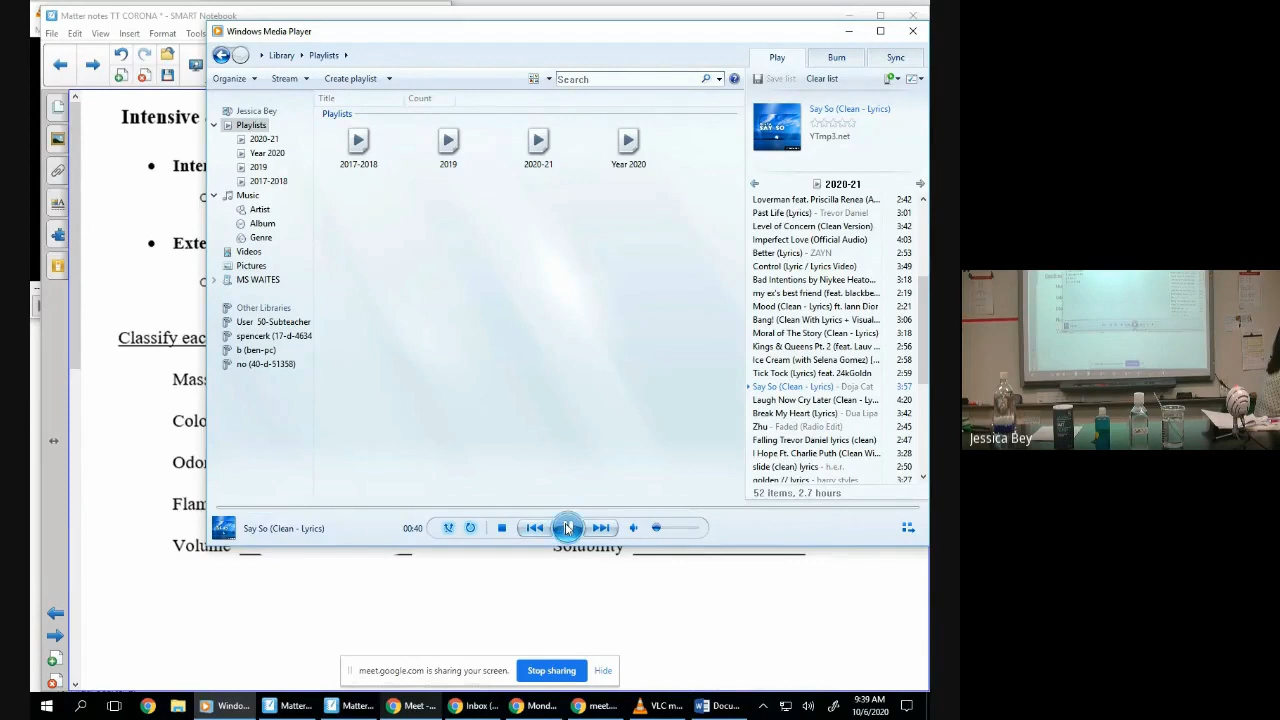 Matter notes TT CORONA * - SMART Notebook
File Edit View Insert Format Tools
Windows Media Player
Library Playlists
Play Burn Sync
Organize Stream Create playlist Search Save list Clear list
Title Count
Playlists
2017-2018 2019 2020-21 Year 2020
Jessica Bey
Playlists
2020-21
Year 2020
2019
2017-2018
Music
Artist
Album
Genre
Videos
Pictures
MS WAITES
Other Libraries
User 50-Subteacher
spencerk (17-d-4634
b (ben-pc)
no (40-d-51358)
Say So (Clean - Lyrics)
YTmp3.net
SAY SO
2020-21
Loverman feat. Priscilla Renea (A... 2:42
Past Life (Lyrics) - Trevor Daniel 3:01
Level of Concern (Clean Version) 3:42
Imperfect Love (Official Audio) 4:03
Better (Lyrics) - ZAYN 2:53
Control (Lyric / Lyrics Video) 3:49
Bad Intentions by Niykee Heato... 3:18
my ex's best friend (feat. blackbe... 2:19
Mood (Clean - Lyrics) ft. Iann Dior 2:21
Bang! (Clean With Lyrics + Visual... 3:06
Moral of The Story (Clean - Lyrics) 3:18
Kings & Queens Pt. 2 (feat. Lauv ... 2:56
Ice Cream (with Selena Gomez) [... 2:58
Tick Tock (Lyrics) feat. 24kGoldn 2:59
Say So (Clean - Lyrics) - Doja Cat 3:57
Laugh Now Cry Later (Clean - Ly... 4:20
Break My Heart (Lyrics) - Dua Lipa 3:42
Zhu - Faded (Radio Edit) 2:45
Falling Trevor Daniel lyrics (clean) 2:47
I Hope Ft. Charlie Puth (Clean Wi... 3:28
slide (clean) lyrics - h.e.r. 2:50
golden // lyrics - harry styles 3:27
52 items, 2.7 hours
Say So (Clean - Lyrics) 00:40
Intensive
Inte
Exte
Classify eac
Mass
Colo
Odor
Flam
Volume Solubility
meet.google.com is sharing your screen. Stop sharing Hide
Windo... Matter... Matter... Meet -... Inbox (... Mond... meet.... VLC m... Docu...
9:39 AM
10/6/2020
Jessica Bey